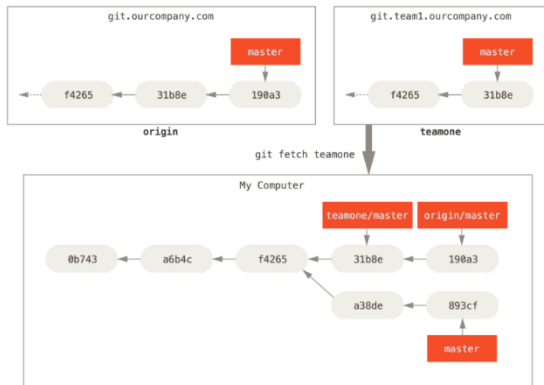 git.ourcompany.com
master
f4265 31b8e 190a3
origin
git.team1.ourcompany.com
master
f4265 31b8e
teamone
git fetch teamone
My Computer
teamone/master origin/master
0b743 a6b4c f4265 31b8e 190a3
a38de 893cf
master